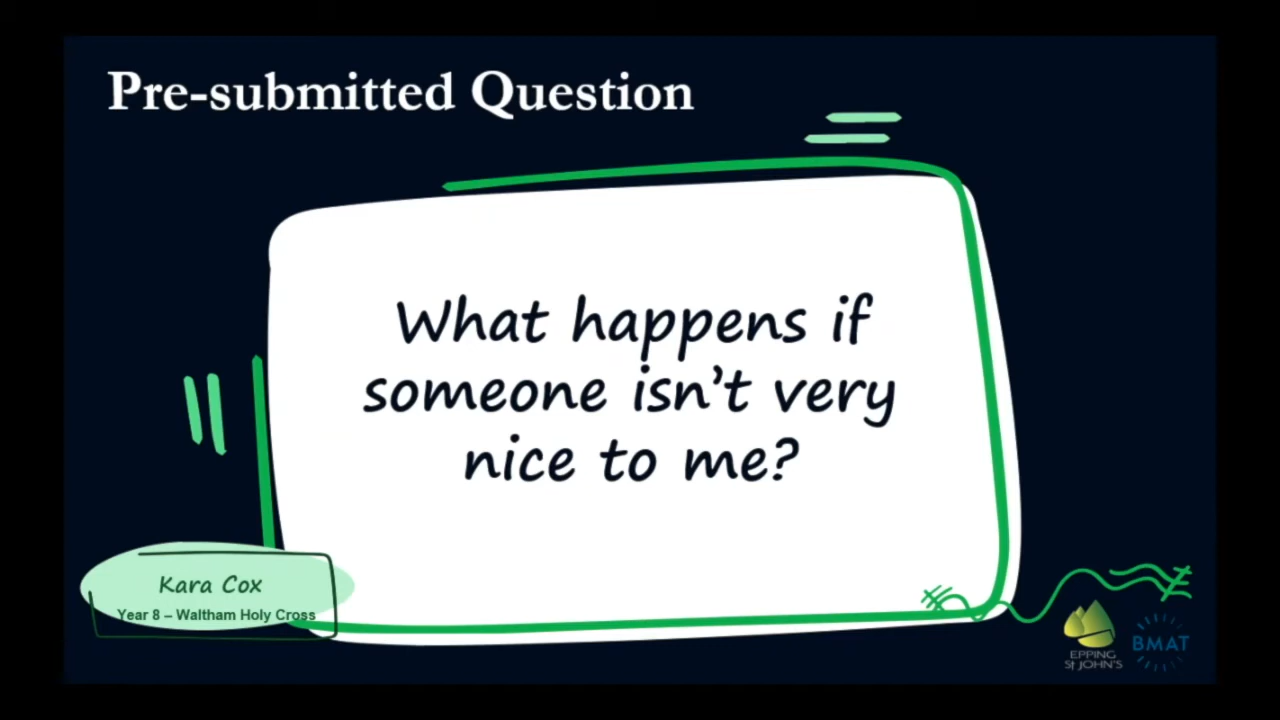 Pre-submitted Question
What happens if
someone isn't very
nice to me?
Kara Cox
Year 8 – Waltham Holy Cross
EPPING
St JOHN'S
BMAT